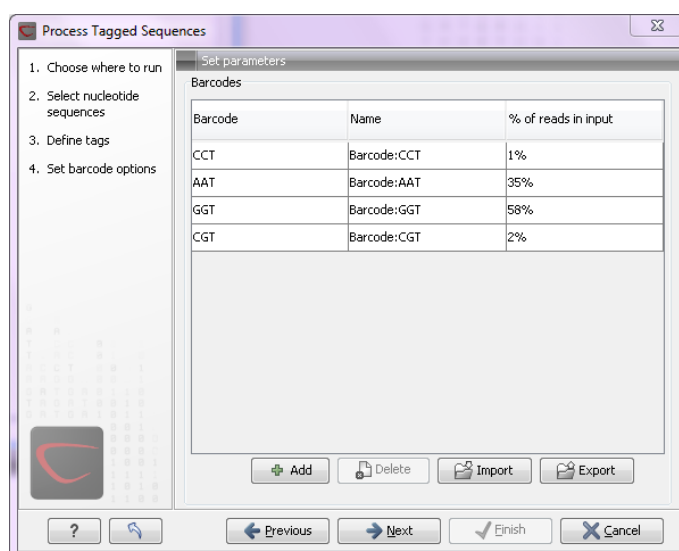 Process Tagged Sequences
1. Choose where to run
2. Select nucleotide
sequences
3. Define tags
4. Set barcode options
Set parameters
Barcodes
Barcode Name % of reads in input
CCT Barcode:CCT 1%
AAT Barcode:AAT 35%
GGT Barcode:GGT 58%
CGT Barcode:CGT 2%
Add Delete Import Export
? Previous Next Finish Cancel